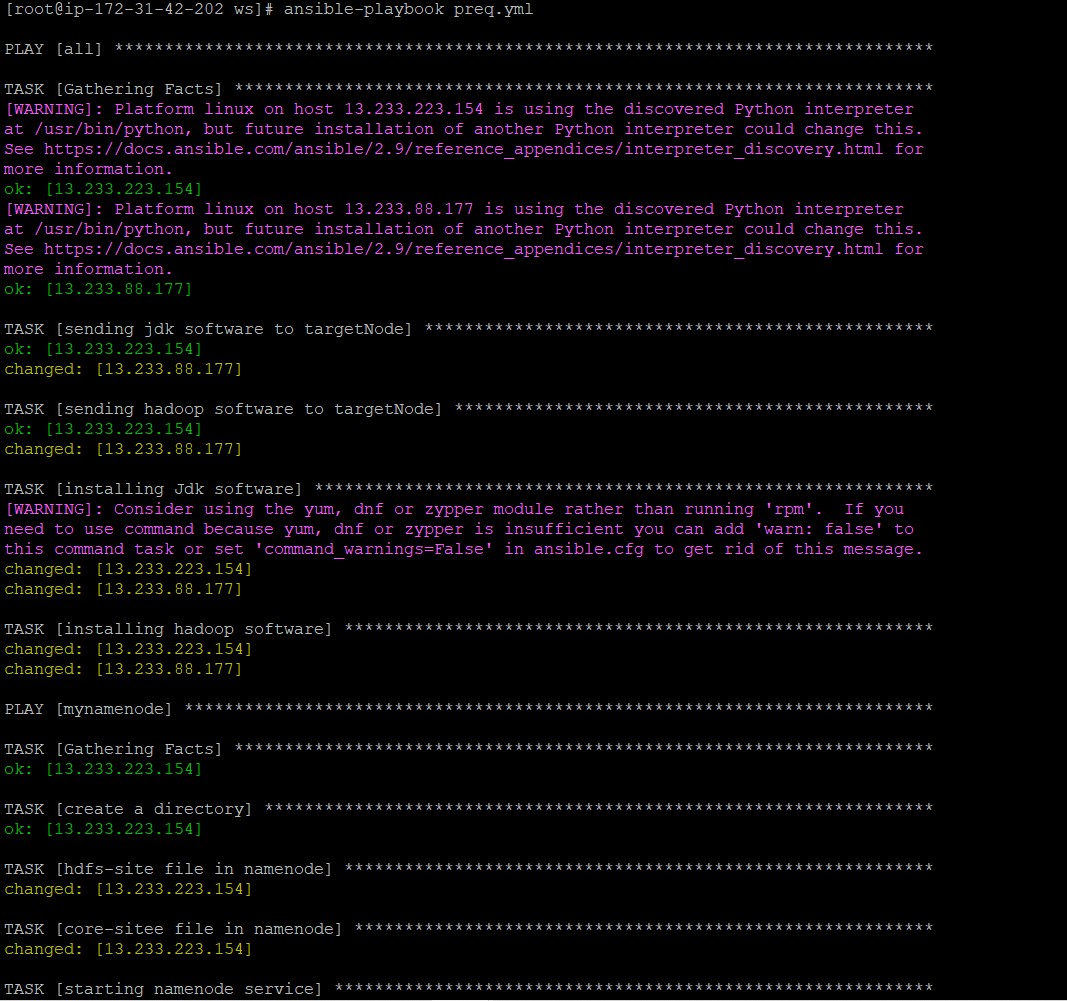 [root@ip-172-31-42-202 ws]# ansible-playbook preq.yml
PLAY [all] **********************************************************************************
TASK [Gathering Facts] **********************************************************************
[WARNING]: Platform linux on host 13.233.223.154 is using the discovered Python interpreter
at /usr/bin/python, but future installation of another Python interpreter could change this.
See https://docs.ansible.com/ansible/2.9/reference_appendices/interpreter_discovery.html for
more information.
ok: [13.233.223.154]
[WARNING]: Platform linux on host 13.233.88.177 is using the discovered Python interpreter
at /usr/bin/python, but future installation of another Python interpreter could change this.
See https://docs.ansible.com/ansible/2.9/reference_appendices/interpreter_discovery.html for
more information.
ok: [13.233.88.177]
TASK [sending jdk software to targetNode] ***************************************************
ok: [13.233.223.154]
changed: [13.233.88.177]
TASK [sending hadoop software to targetNode] ************************************************
ok: [13.233.223.154]
changed: [13.233.88.177]
TASK [installing Jdk software] **************************************************************
[WARNING]: Consider using the yum, dnf or zypper module rather than running 'rpm'.  If you
need to use command because yum, dnf or zypper is insufficient you can add 'warn: false' to
this command task or set 'command_warnings=False' in ansible.cfg to get rid of this message.
changed: [13.233.223.154]
changed: [13.233.88.177]
TASK [installing hadoop software] ***********************************************************
changed: [13.233.223.154]
changed: [13.233.88.177]
PLAY [mynamenode] ***************************************************************************
TASK [Gathering Facts] **********************************************************************
ok: [13.233.223.154]
TASK [create a directory] *******************************************************************
ok: [13.233.223.154]
TASK [hdfs-site file in namenode] ***********************************************************
changed: [13.233.223.154]
TASK [core-sitee file in namenode] **********************************************************
changed: [13.233.223.154]
TASK [starting namenode service] ************************************************************